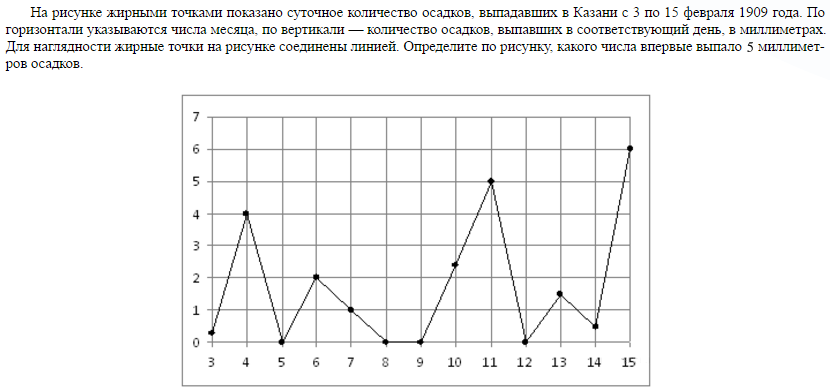 На рисунке жирными точками показано суточное количество осадков, выпадавших в Казани с 3 по 15 февраля 1909 года. По
горизонтали указываются числа месяца, по вертикали — количество осадков, выпавших в соответствующий день, в миллиметрах.
Для наглядности жирные точки на рисунке соединены линией. Определите по рисунку, какого числа впервые выпало 5 миллимет-
ров осадков.
7
6
5
4
3
2
1
0
3 4 5 6 7 8 9 10 11 12 13 14 15